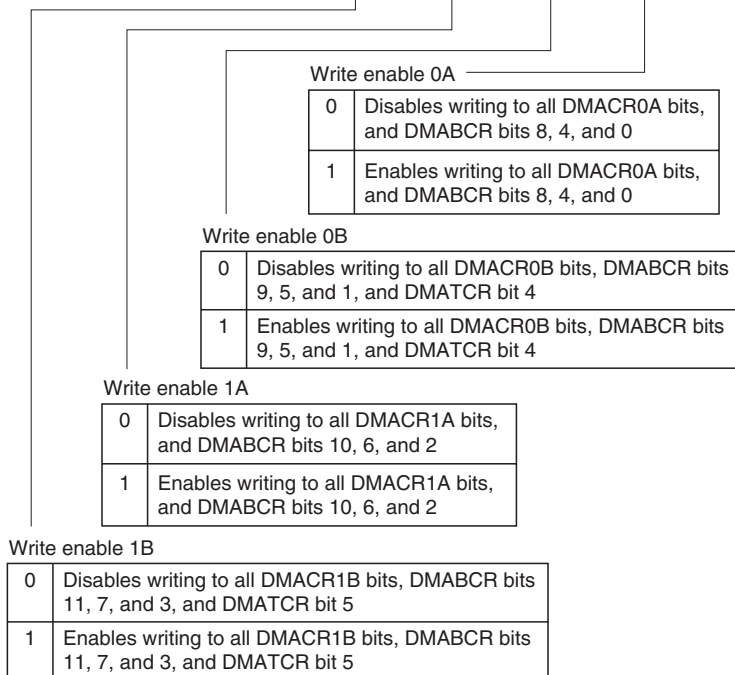 Write enable 0A
0 Disables writing to all DMACR0A bits,
and DMABCR bits 8, 4, and 0
1 Enables writing to all DMACR0A bits,
and DMABCR bits 8, 4, and 0
Write enable 0B
0 Disables writing to all DMACR0B bits, DMABCR bits
9, 5, and 1, and DMATCR bit 4
1 Enables writing to all DMACR0B bits, DMABCR bits
9, 5, and 1, and DMATCR bit 4
Write enable 1A
0 Disables writing to all DMACR1A bits,
and DMABCR bits 10, 6, and 2
1 Enables writing to all DMACR1A bits,
and DMABCR bits 10, 6, and 2
Write enable 1B
0 Disables writing to all DMACR1B bits, DMABCR bits
11, 7, and 3, and DMATCR bit 5
1 Enables writing to all DMACR1B bits, DMABCR bits
11, 7, and 3, and DMATCR bit 5